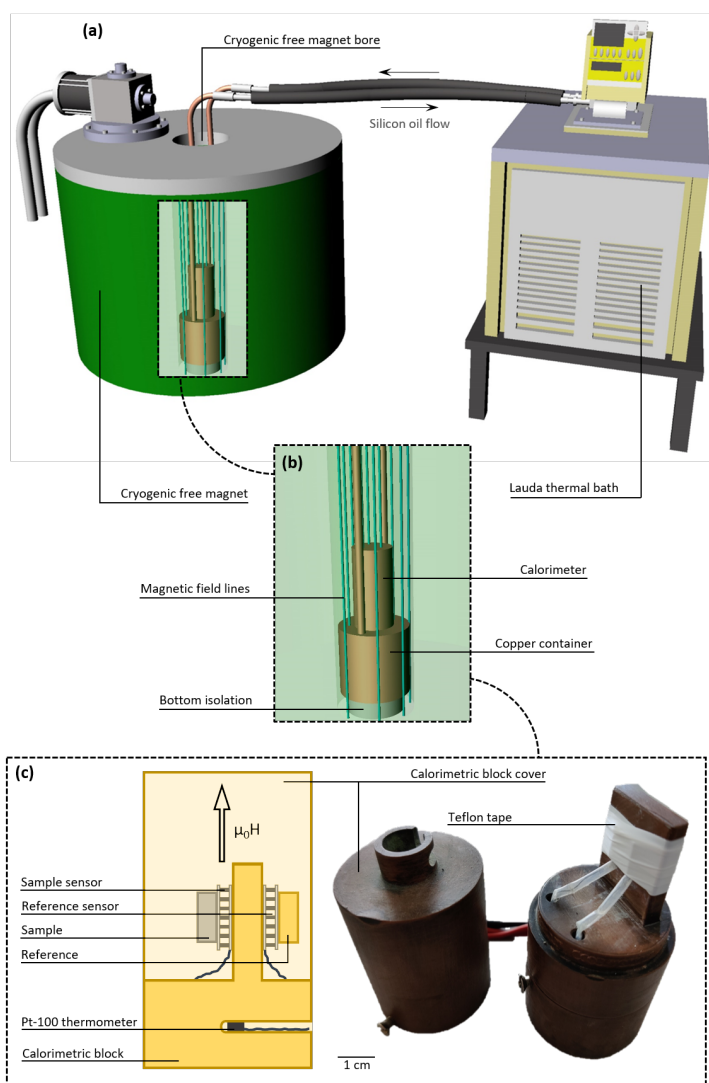 (a)
Cryogenic free magnet bore
Silicon oil flow
Cryogenic free magnet
Lauda thermal bath
(b)
Magnetic field lines
Calorimeter
Copper container
Bottom isolation
(c)
Calorimetric block cover
μ₀H
Teflon tape
Sample sensor
Reference sensor
Sample
Reference
Pt-100 thermometer
Calorimetric block
1 cm